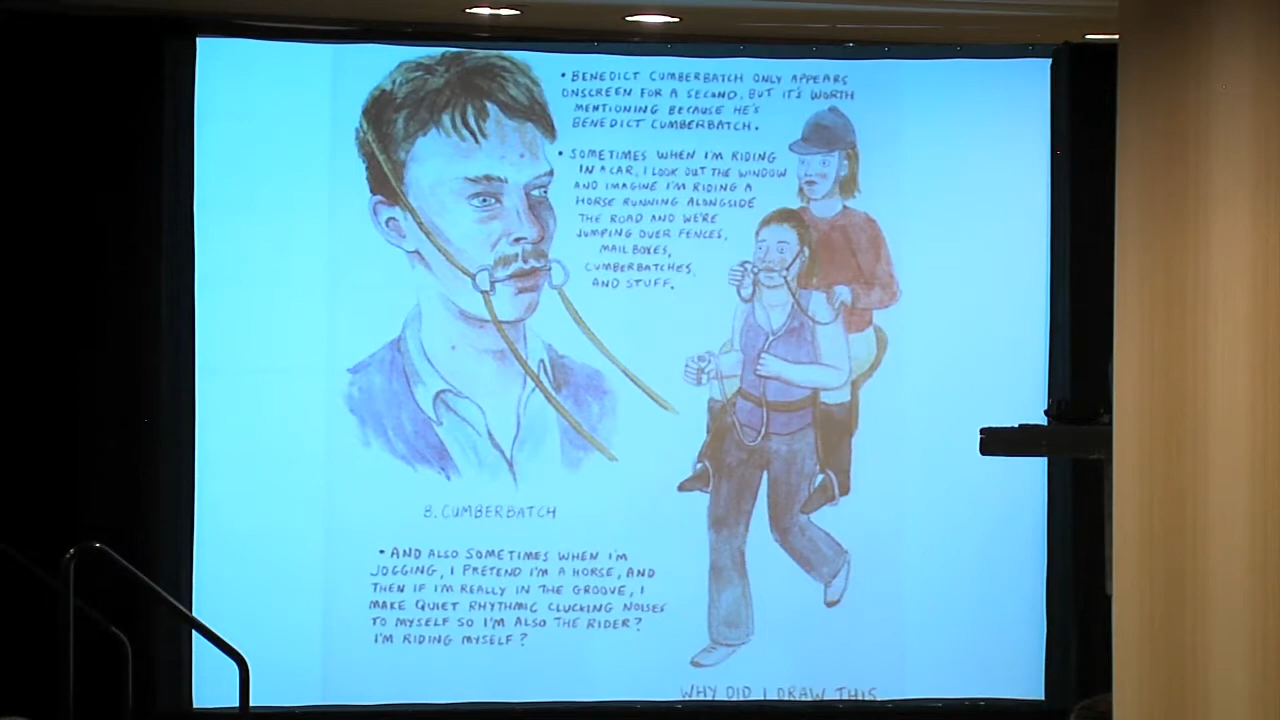 • BENEDICT CUMBERBATCH ONLY APPEARS
ONSCREEN FOR A SECOND, BUT IT'S WORTH
MENTIONING BECAUSE HE'S
BENEDICT CUMBERBATCH.
• SOMETIMES WHEN I'M RIDING
IN A CAR, I LOOK OUT THE WINDOW
AND IMAGINE I'M RIDING A
HORSE RUNNING ALONGSIDE
THE ROAD AND WE'RE
JUMPING OVER FENCES,
MAIL BOXES,
CUMBERBATCHES,
AND STUFF.
B. CUMBERBATCH
• AND ALSO SOMETIMES WHEN I'M
JOGGING, I PRETEND I'M A HORSE, AND
THEN IF I'M REALLY IN THE GROOVE, I
MAKE QUIET RHYTHMIC CLUCKING NOISES
TO MYSELF SO I'M ALSO THE RIDER?
I'M RIDING MYSELF?
WHY DID I DRAW THIS